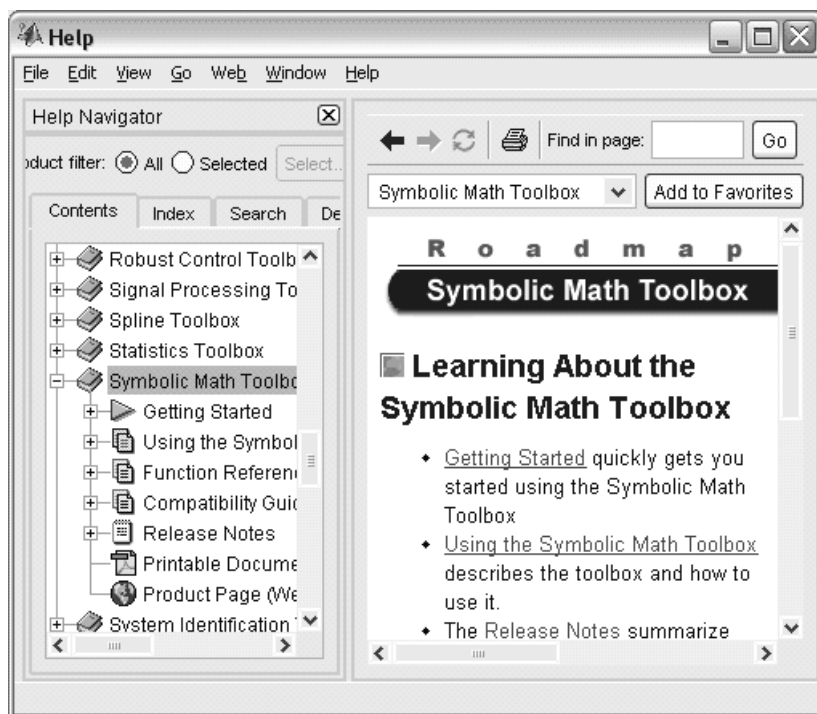 Help
File Edit View Go Web Window Help
Help Navigator
oduct filter: All Selected Select...
Contents Index Search De
Robust Control Toolb
Signal Processing To
Spline Toolbox
Statistics Toolbox
Symbolic Math Toolbo
Getting Started
Using the Symbol
Function Referen
Compatibility Guid
Release Notes
Printable Docume
Product Page (We
System Identification
Find in page: Go
Symbolic Math Toolbox Add to Favorites
Roadmap
Symbolic Math Toolbox
Learning About the
Symbolic Math Toolbox
• Getting Started quickly gets you
started using the Symbolic Math
Toolbox
• Using the Symbolic Math Toolbox
describes the toolbox and how to
use it.
• The Release Notes summarize